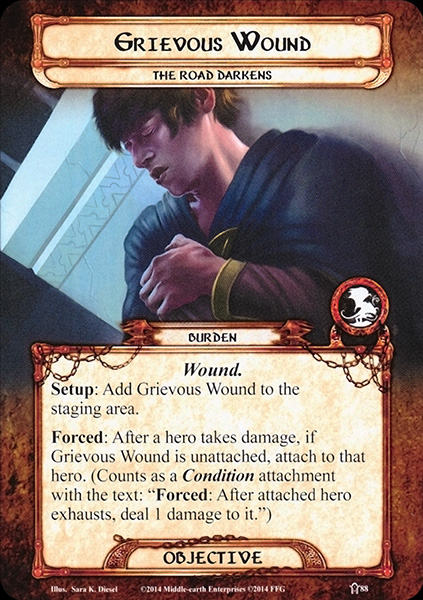 Grievous Wound
The Road Darkens
Burden
Wound.
Setup: Add Grievous Wound to the
staging area.
Forced: After a hero takes damage, if
Grievous Wound is unattached, attach to that
hero. (Counts as a Condition attachment
with the text: “Forced: After attached hero
exhausts, deal 1 damage to it.”)
Objective
Illus. Sara K. Diesel ©2014 Middle-earth Enterprises ©2014 FFG 88